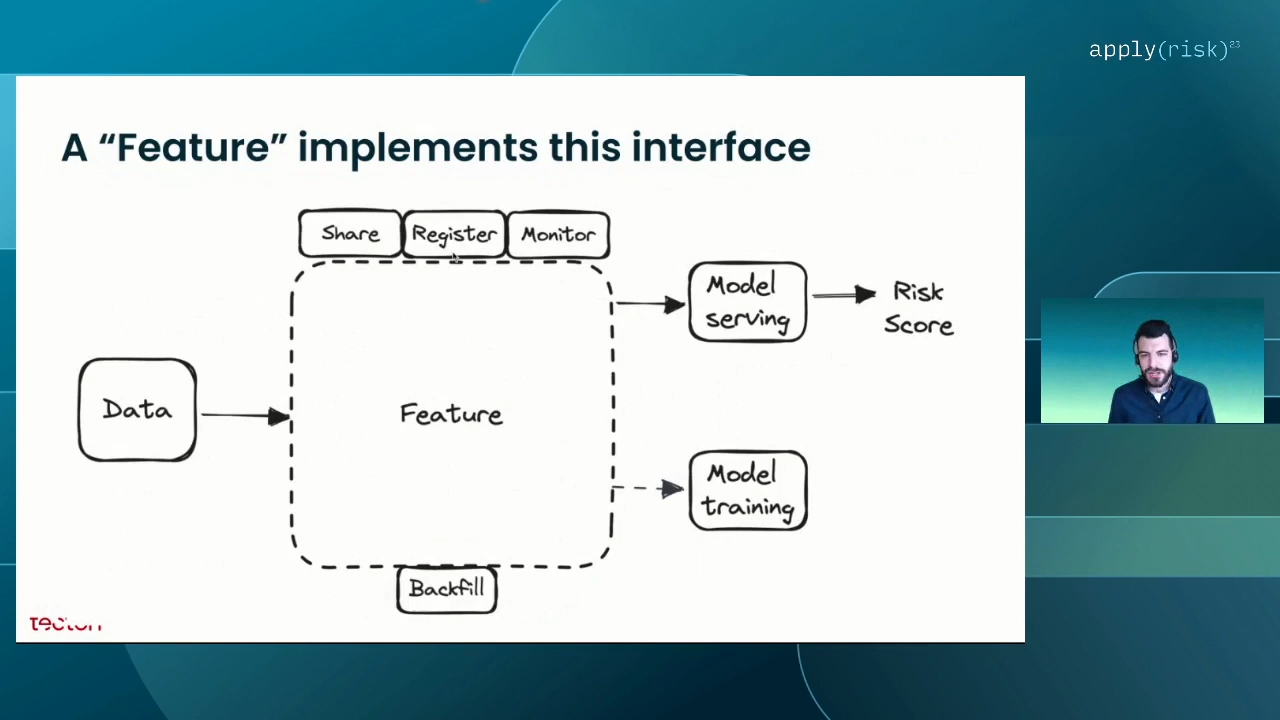 apply(risk)23
A “Feature” implements this interface
Share
Register
Monitor
Model
serving
Risk
Score
Data
Feature
Model
training
Backfill
tecton